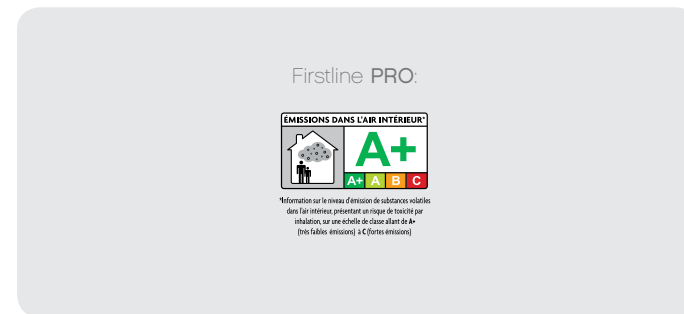 Firstline PRO:
ÉMISSIONS DANS L'AIR INTÉRIEUR*
A+
A+ A B C
*Information sur le niveau d'émission de substances volatiles
dans l'air intérieur, présentant un risque de toxicité par
inhalation, sur une échelle de classe allant de A+
(très faibles émissions) à C (fortes émissions)